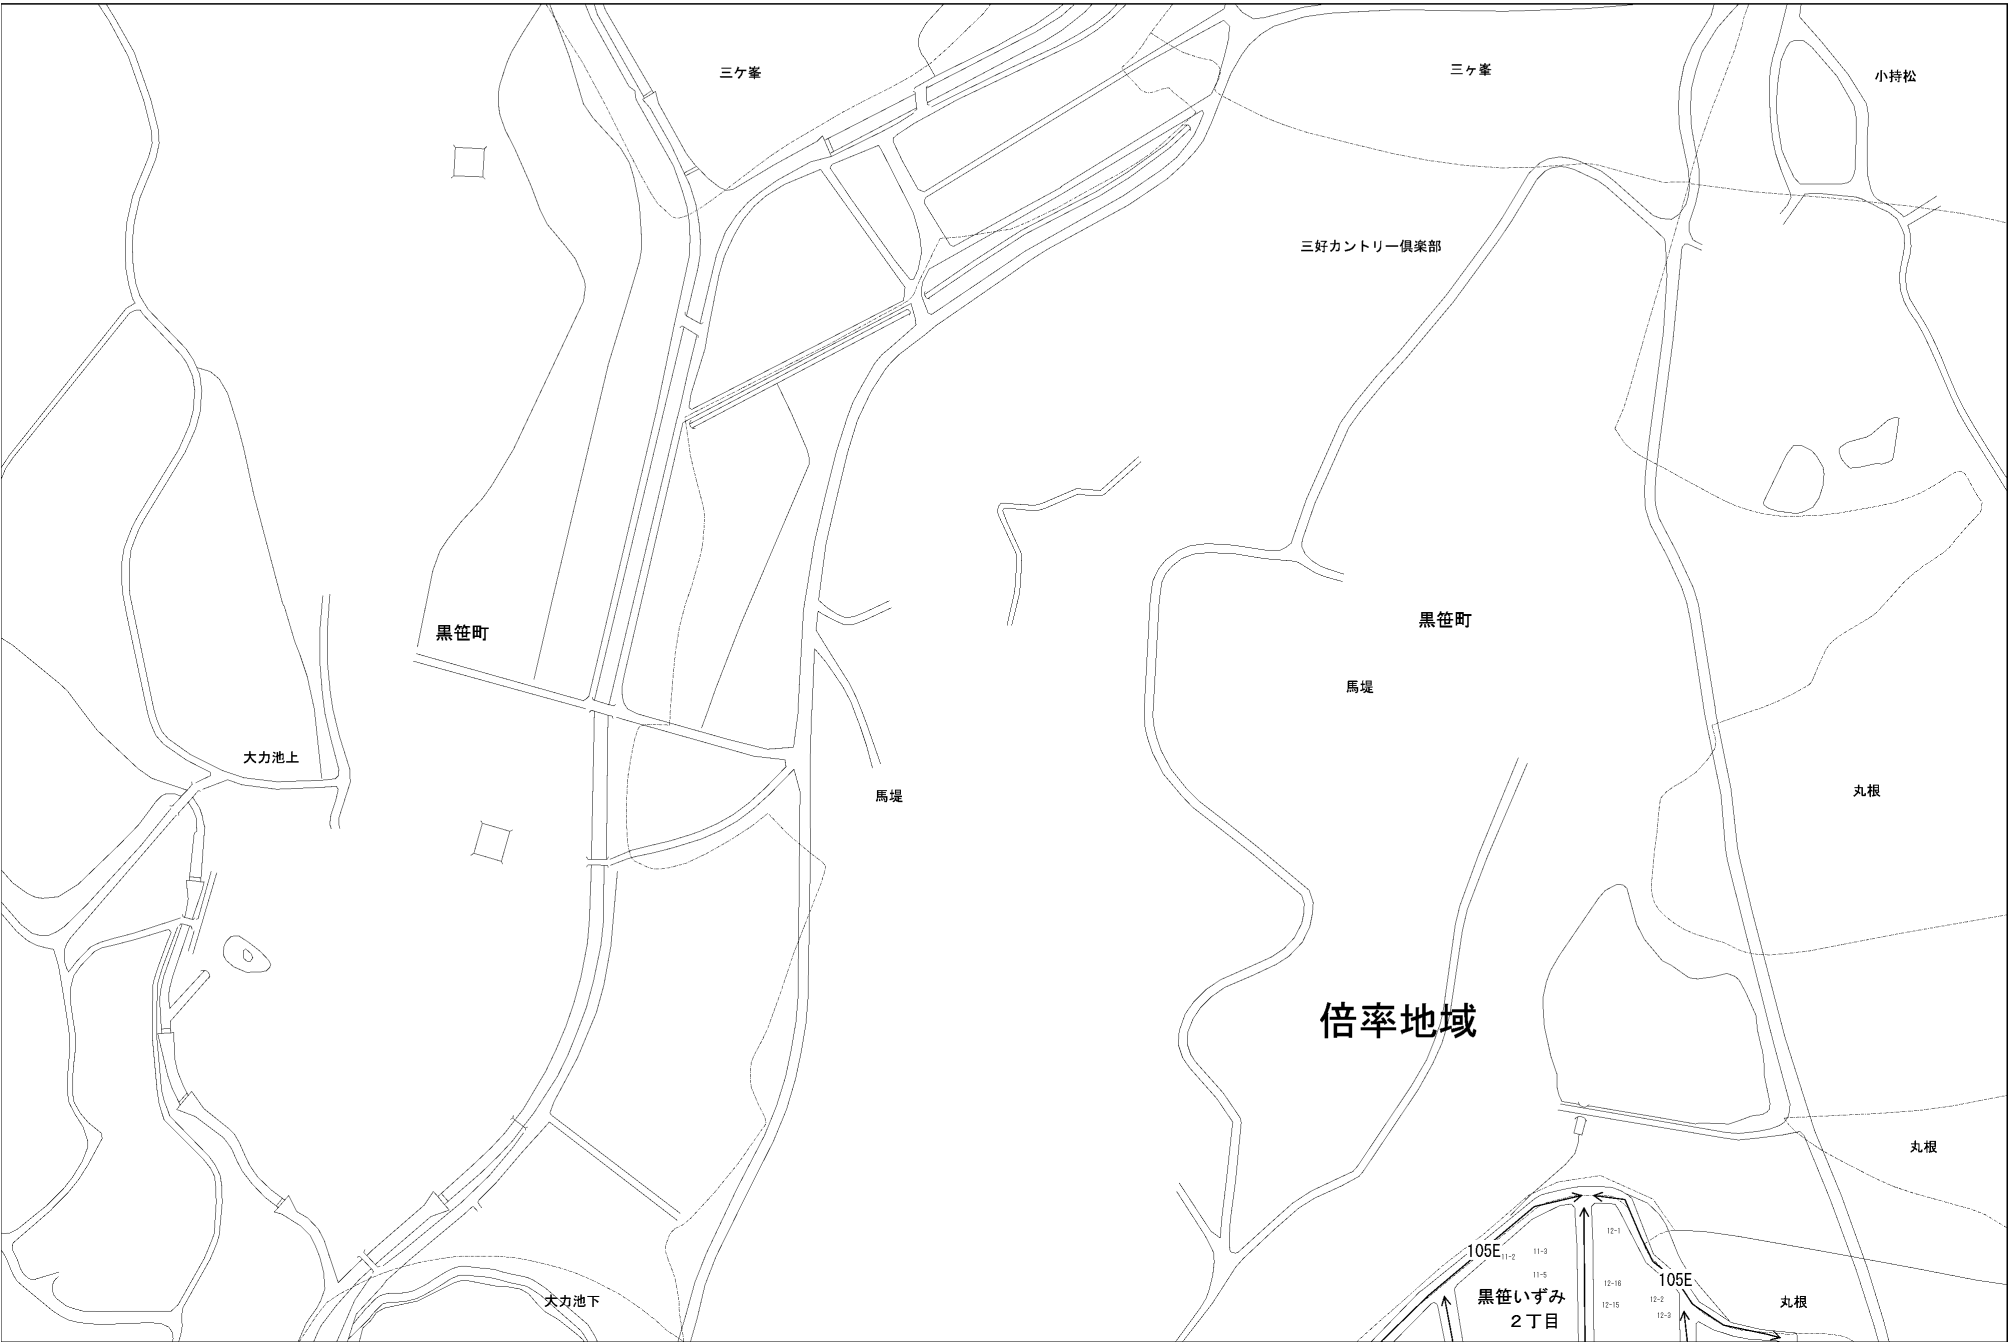 三ケ峯
三ヶ峯
小持松
三好カントリー倶楽部
黒笹町
黒笹町
馬堤
大力池上
馬堤
丸根
倍率地域
丸根
12-1
105E
11-2
11-3
11-5
105E
12-16
黒笹いずみ
２丁目
12-15
12-2
12-3
大力池下
丸根